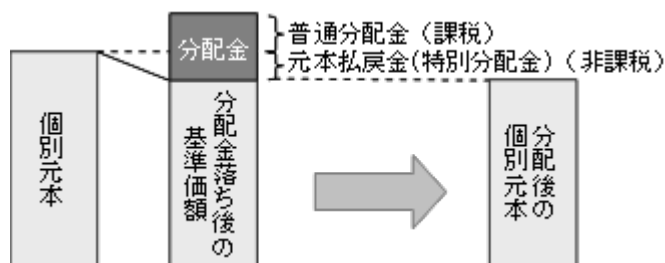 分配金
普通分配金（課税）
元本払戻金(特別分配金)（非課税）
個別元本
分配金落ち後の
基準価額
分配後の
個別元本